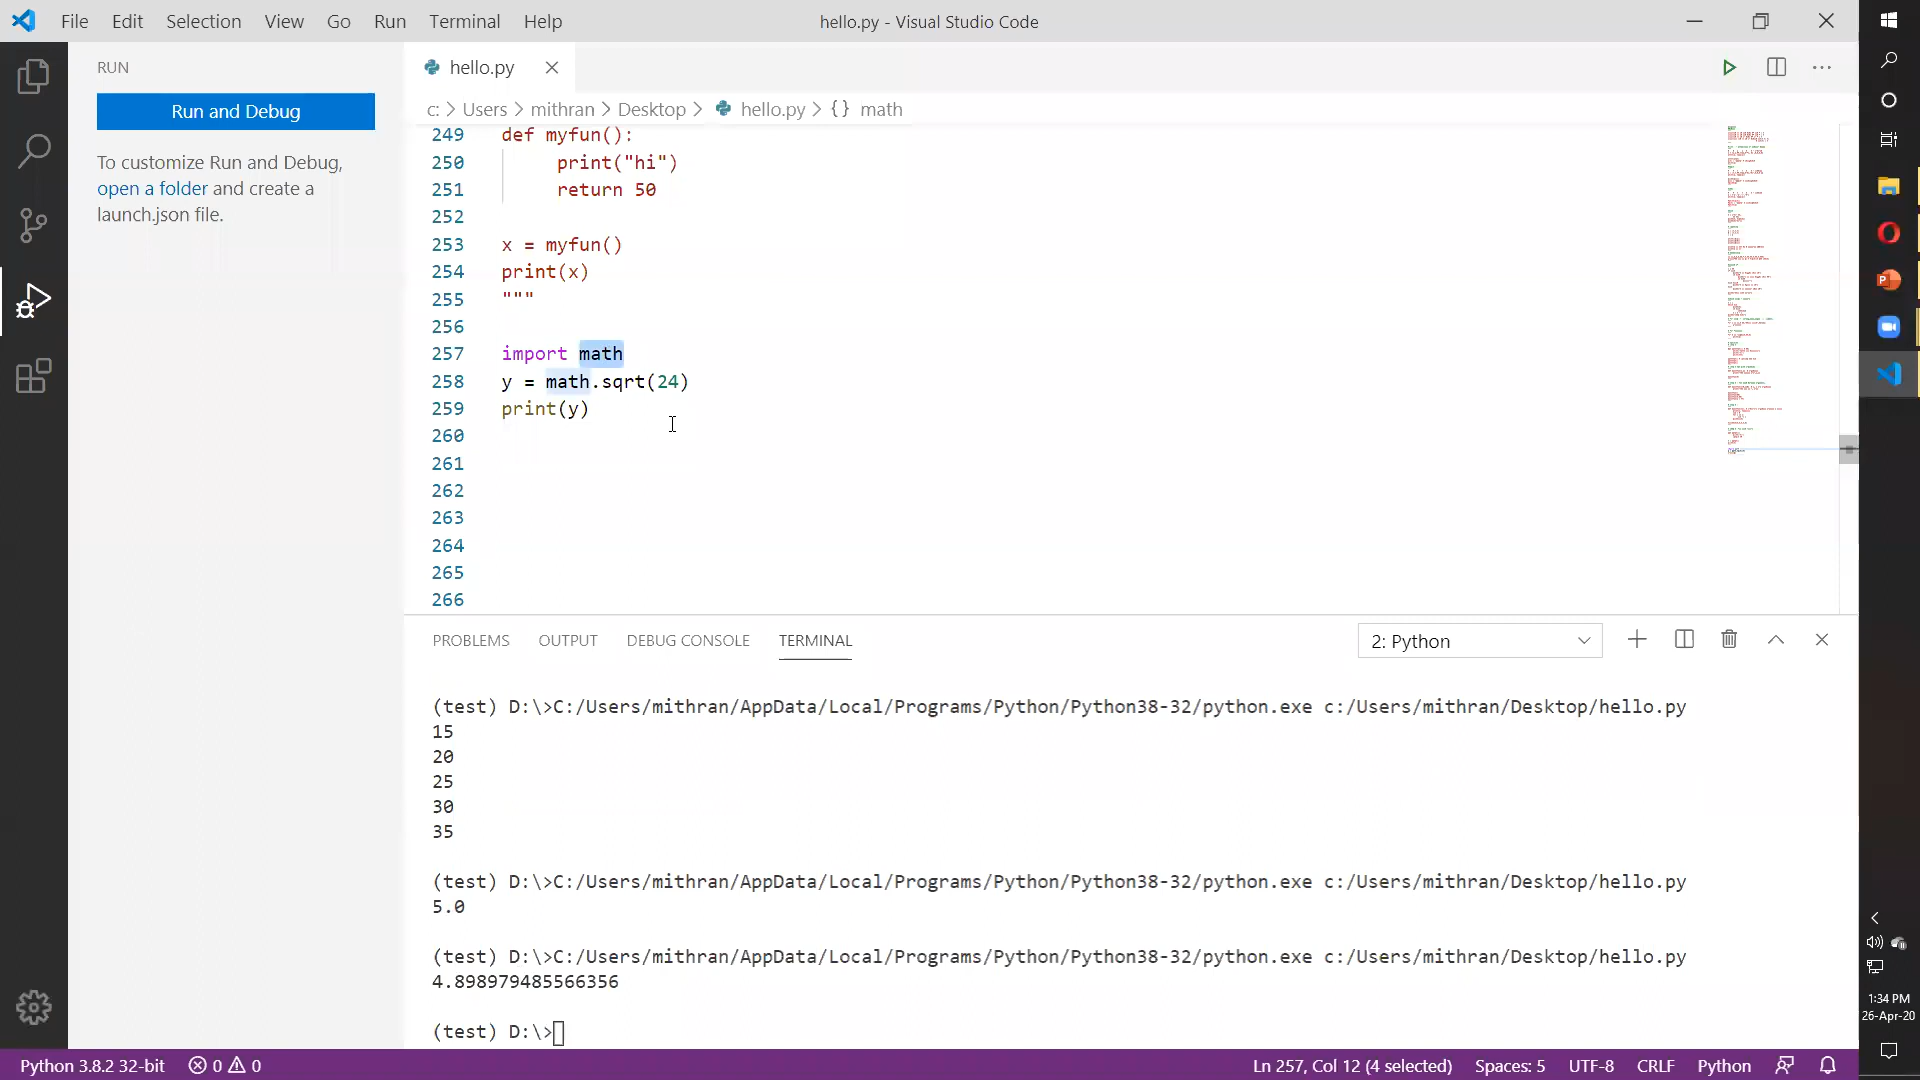 File Edit Selection View Go Run Terminal Help
hello.py - Visual Studio Code
RUN
Run and Debug
To customize Run and Debug,
open a folder and create a
launch.json file.
hello.py
c: > Users > mithran > Desktop > hello.py > {} math
249 def myfun():
250 print("hi")
251 return 50
252
253 x = myfun()
254 print(x)
255 """
256
257 import math
258 y = math.sqrt(24)
259 print(y)
260
261
262
263
264
265
266
PROBLEMS OUTPUT DEBUG CONSOLE TERMINAL
2: Python
(test) D:\>C:/Users/mithran/AppData/Local/Programs/Python/Python38-32/python.exe c:/Users/mithran/Desktop/hello.py
15
20
25
30
35
(test) D:\>C:/Users/mithran/AppData/Local/Programs/Python/Python38-32/python.exe c:/Users/mithran/Desktop/hello.py
5.0
(test) D:\>C:/Users/mithran/AppData/Local/Programs/Python/Python38-32/python.exe c:/Users/mithran/Desktop/hello.py
4.898979485566356
(test) D:\>
Python 3.8.2 32-bit 0 0
Ln 257, Col 12 (4 selected) Spaces: 5 UTF-8 CRLF Python
1:34 PM
26-Apr-20